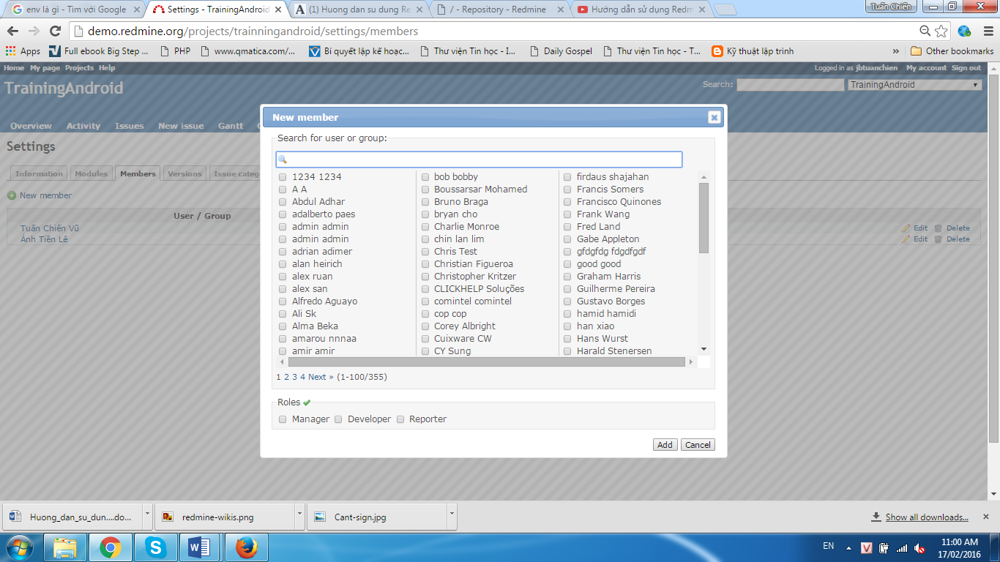 env là gì - Tìm với Google
Settings - TrainingAndroid
(1) Huong dan su dung Re
/ - Repository - Redmine
Hướng dẫn sử dụng Redm
Tuấn Chiến
demo.redmine.org/projects/trainningandroid/settings/members
Apps
Full ebook Big Step ...
PHP
www.qmatica.com/...
Bí quyết lập kế hoạc...
Thư viện Tin học - I...
Daily Gospel
Thư viện Tin học - T...
Kỹ thuật lập trình
»
Other bookmarks
Home My page Projects Help
Logged in as jbtuanchien My account Sign out
TrainingAndroid
Search:
TrainingAndroid
Overview Activity Issues New issue Gantt
Settings
Information Modules Members Versions Issue categ
New member
User / Group
Tuấn Chiến Vũ
Edit Delete
Ánh Tiên Lê
Edit Delete
New member
Search for user or group:
1234 1234
A A
Abdul Adhar
adalberto paes
admin admin
admin admin
adrian adimer
alan heirich
alex ruan
alex san
Alfredo Aguayo
Ali Sk
Alma Beka
amarou nnnaa
amir amir
bob bobby
Boussarsar Mohamed
Bruno Braga
bryan cho
Charlie Monroe
chin lan lim
Chris Test
Christian Figueroa
Christopher Kritzer
CLICKHELP Soluções
comintel comintel
cop cop
Corey Albright
Cuixware CW
CY Sung
firdaus shajahan
Francis Somers
Francisco Quinones
Frank Wang
Fred Land
Gabe Appleton
gfdgfdg fdgdfgdf
good good
Graham Harris
Guilherme Pereira
Gustavo Borges
hamid hamidi
han xiao
Hans Wurst
Harald Stenersen
1 2 3 4 Next » (1-100/355)
Roles
Manager Developer Reporter
Add Cancel
Huong_dan_su_dun....do...
redmine-wikis.png
Cant-sign.jpg
Show all downloads...
EN
11:00 AM
17/02/2016